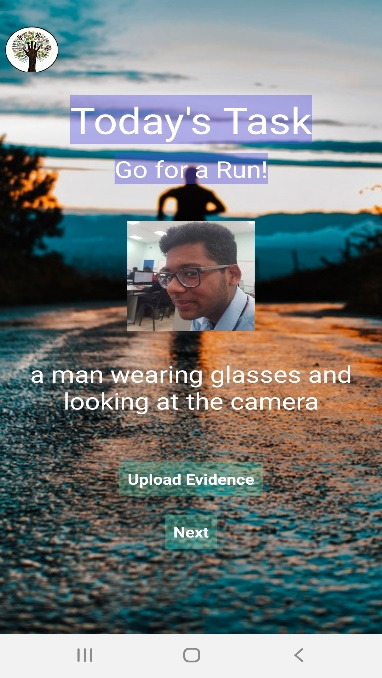 Today's Task
Go for a Run!
a man wearing glasses and
looking at the camera
Upload Evidence
Next